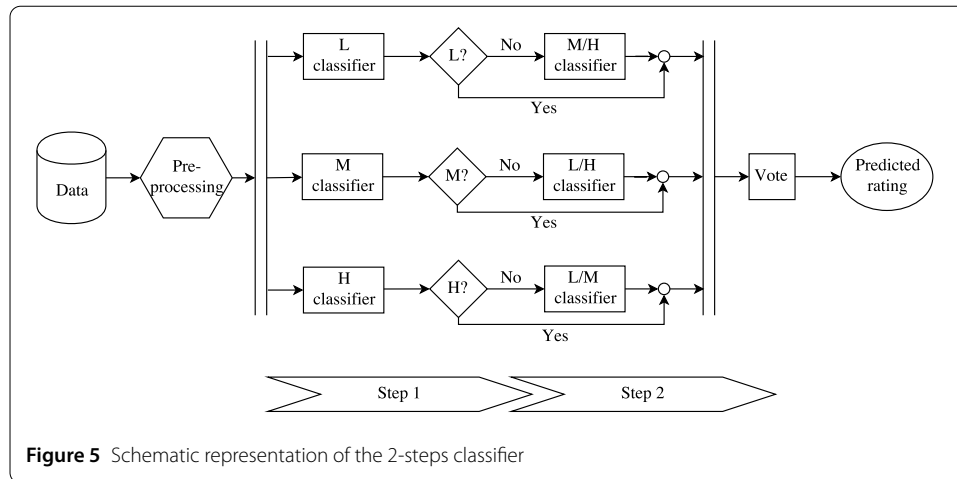 L
classifier
L?
No
M/H
classifier
Yes
Data
Pre-
processing
M
classifier
M?
No
L/H
classifier
Yes
Vote
Predicted
rating
H
classifier
H?
No
L/M
classifier
Yes
Step 1
Step 2
Figure 5 Schematic representation of the 2-steps classifier